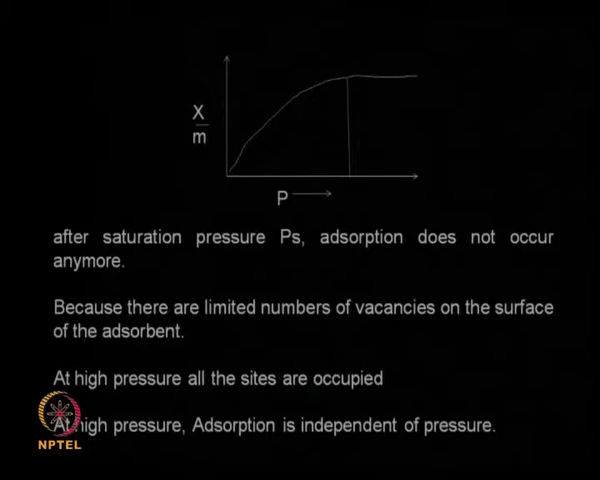 X
m
P
after saturation pressure Ps, adsorption does not occur
anymore.
Because there are limited numbers of vacancies on the surface
of the adsorbent.
At high pressure all the sites are occupied
At high pressure, Adsorption is independent of pressure.
NPTEL